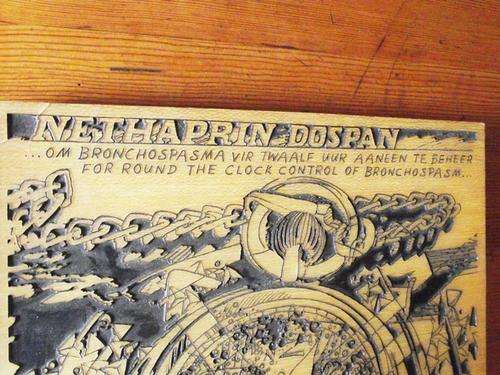 NETHAPRIN DOSPAN
...OM BRONCHOSPASMA VIR TWAALF UUR AANEEN TE BEHEER
FOR ROUND THE CLOCK CONTROL OF BRONCHOSPASM...